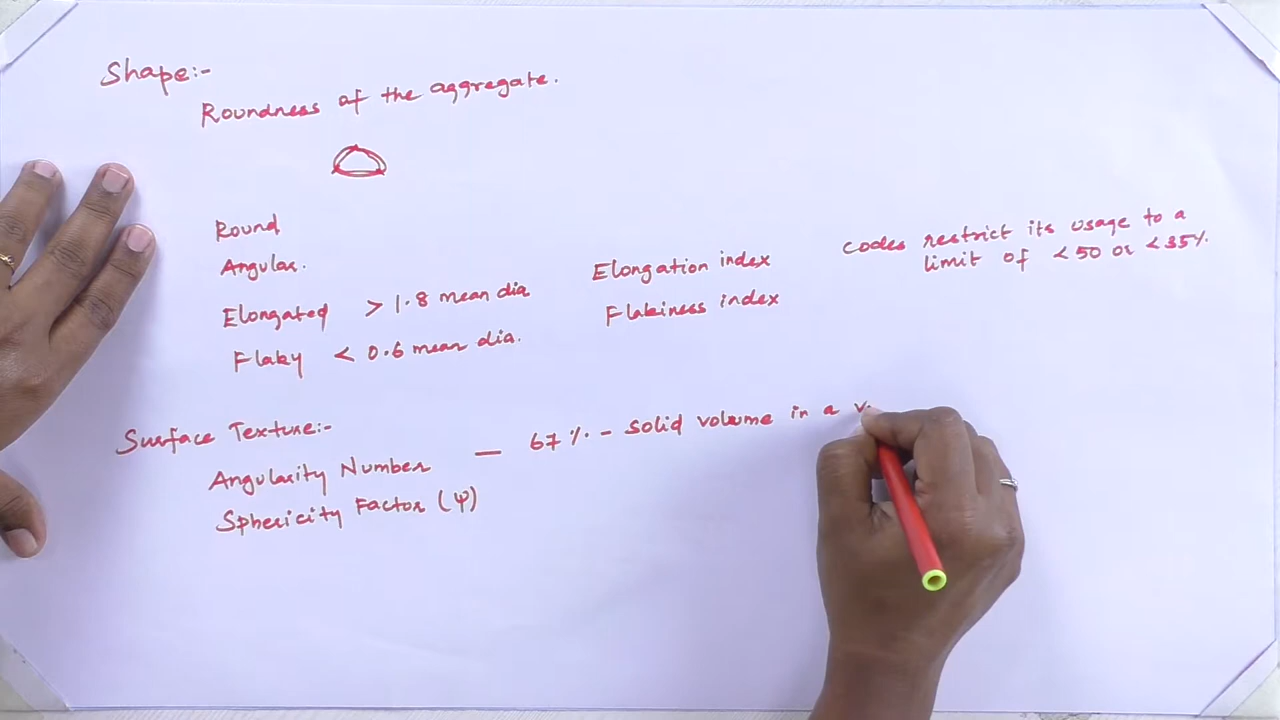 Shape:-
Roundness of the aggregate.
Round
Angular.
Elongated > 1.8 mean dia
Flaky < 0.6 mean dia.
Elongation index
Flakiness index
codes restrict its usage to a
limit of < 50 or < 35%.
Surface Texture:-
Angularity Number — 67% - solid volume in a v
Sphericity Factor (ψ)